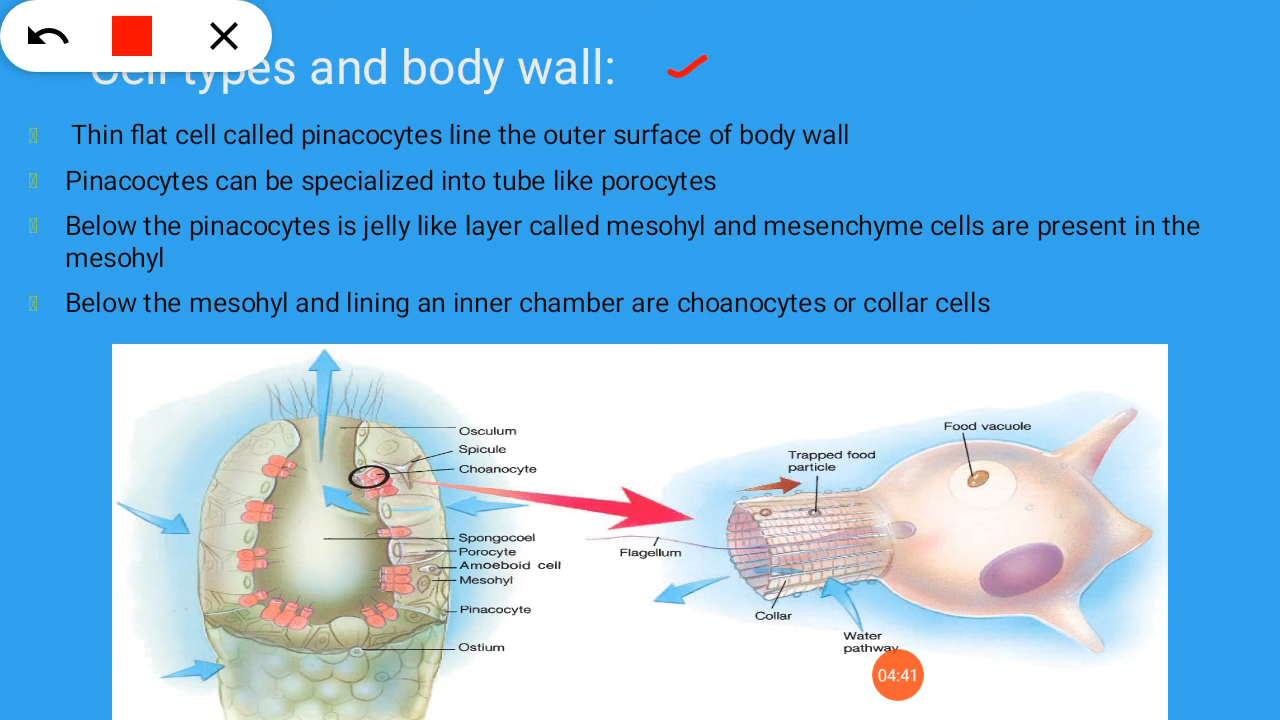 Cell types and body wall:
Thin flat cell called pinacocytes line the outer surface of body wall
Pinacocytes can be specialized into tube like porocytes
Below the pinacocytes is jelly like layer called mesohyl and mesenchyme cells are present in the
mesohyl
Below the mesohyl and lining an inner chamber are choanocytes or collar cells
Osculum
Spicule
Choanocyte
Spongocoel
Porocyte
Amoeboid cell
Mesohyl
Pinacocyte
Ostium
Food vacuole
Trapped food
particle
Flagellum
Collar
Water
pathway
04:41